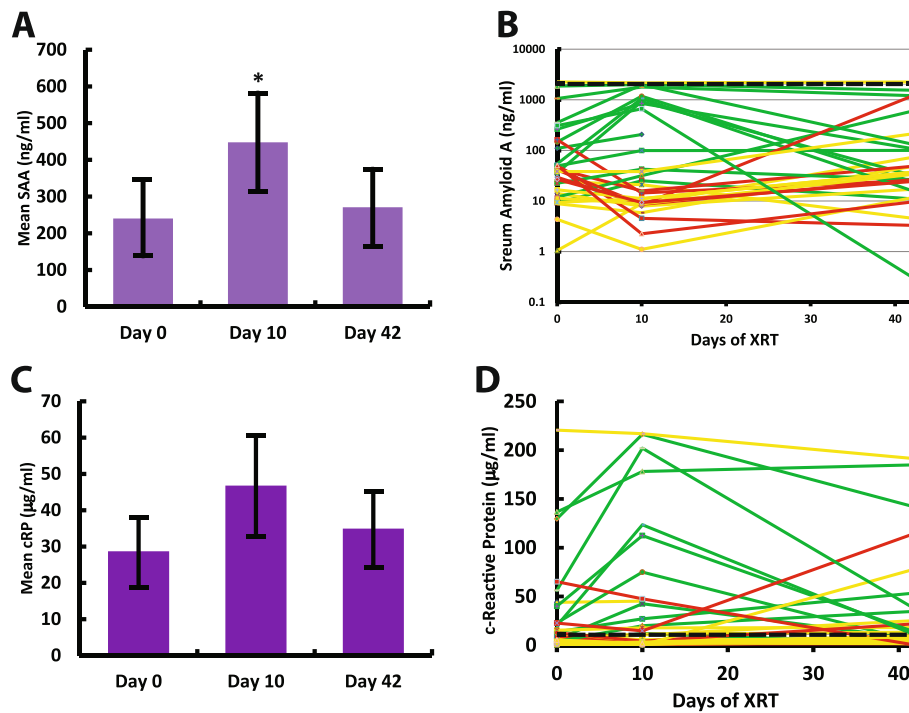 A
700
600
500
400
300
200
100
0
Mean SAA (ng/ml)
*
Day 0 Day 10 Day 42
B
10000
1000
100
10
1
0.1
Sreum Amyloid A (ng/ml)
0 10 20 30 40
Days of XRT
C
70
60
50
40
30
20
10
0
Mean cRP (µg/ml)
Day 0 Day 10 Day 42
D
250
200
150
100
50
0
c-Reactive Protein (µg/ml)
0 10 20 30 40
Days of XRT